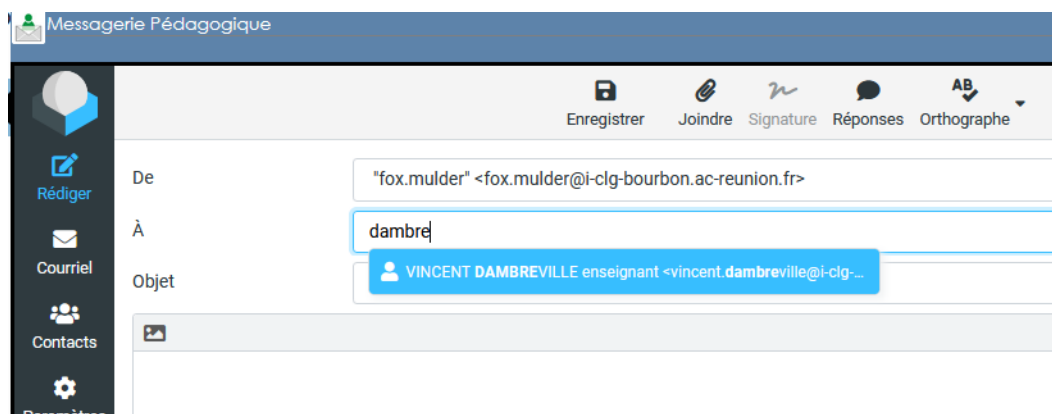 Messagerie Pédagogique
Enregistrer Joindre Signature Réponses Orthographe
Rédiger
De "fox.mulder" <fox.mulder@i-clg-bourbon.ac-reunion.fr>
À dambre
Courriel
VINCENT DAMBREVILLE enseignant <vincent.dambreville@i-clg-...
Objet
Contacts
Paramètres